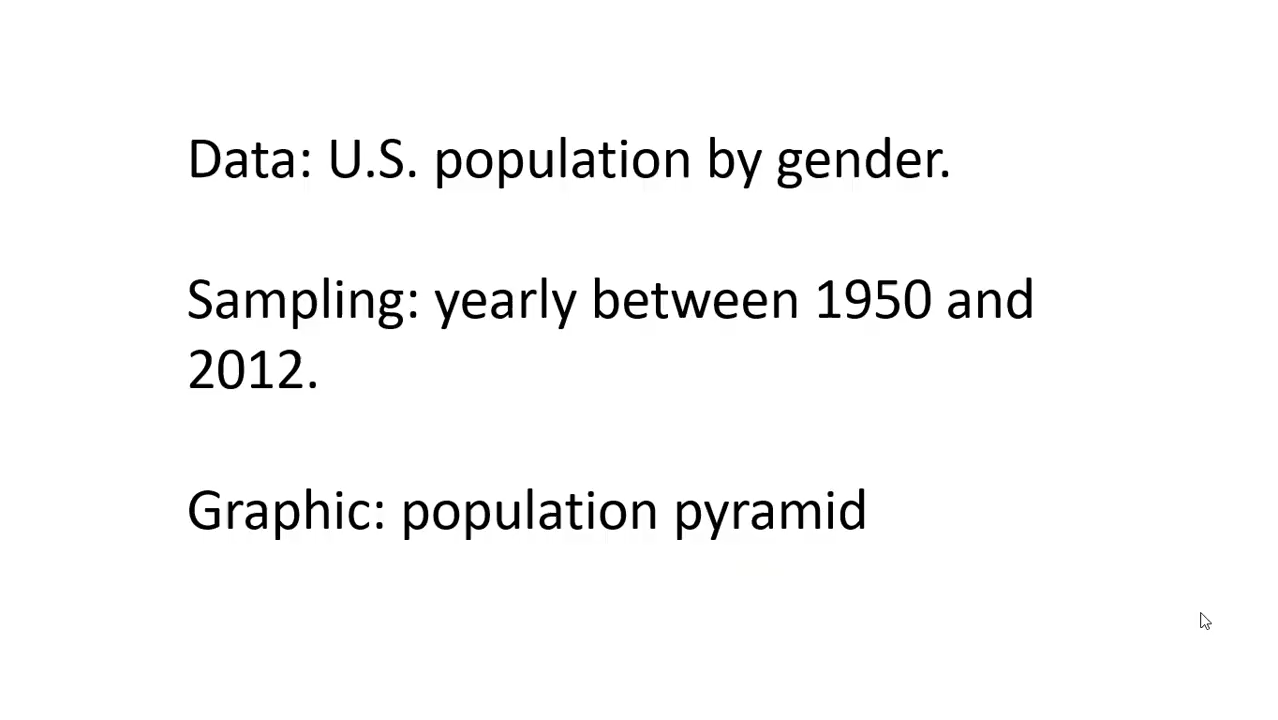 Data: U.S. population by gender.
Sampling: yearly between 1950 and
2012.
Graphic: population pyramid